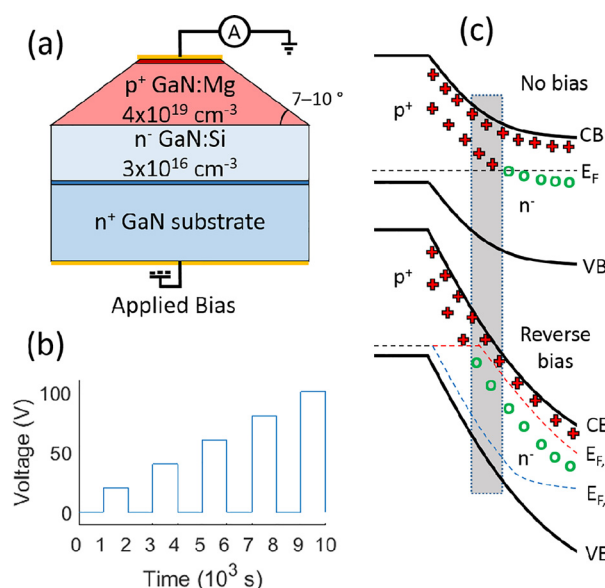 (a)
A
p⁺ GaN:Mg
4x10¹⁹ cm⁻³
7–10 °
n⁻ GaN:Si
3x10¹⁶ cm⁻³
n⁺ GaN substrate
Applied Bias
(b)
Voltage (V)
100
50
0
0 1 2 3 4 5 6 7 8 9 10
Time (10³ s)
(c)
No bias
p⁺
CB
E_F
n⁻
VB
p⁺
Reverse
bias
CB
E_F,
n⁻
E_F,
VB